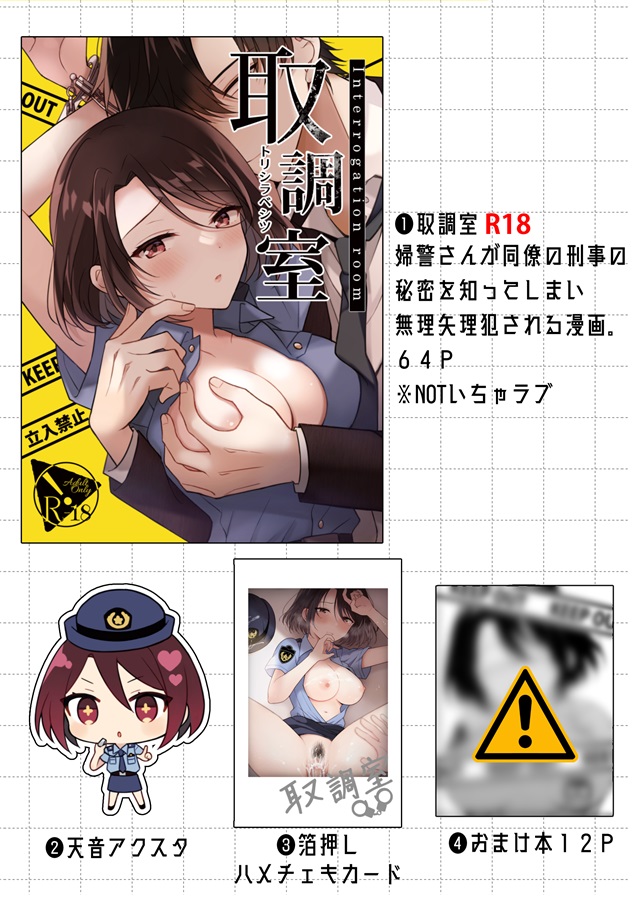 OUT
取調室
トリシラベシツ
Interrogation room
KEEP
立入禁止
Adult Only
R-18
❶取調室 R18
婦警さんが同僚の刑事の
秘密を知ってしまい
無理矢理犯される漫画。
64P
※NOTいちゃラブ
取調室
KEEP OUT
KEEP OU
❷天音アクスタ
❸箔押し
ハメチェキカード
❹おまけ本12P